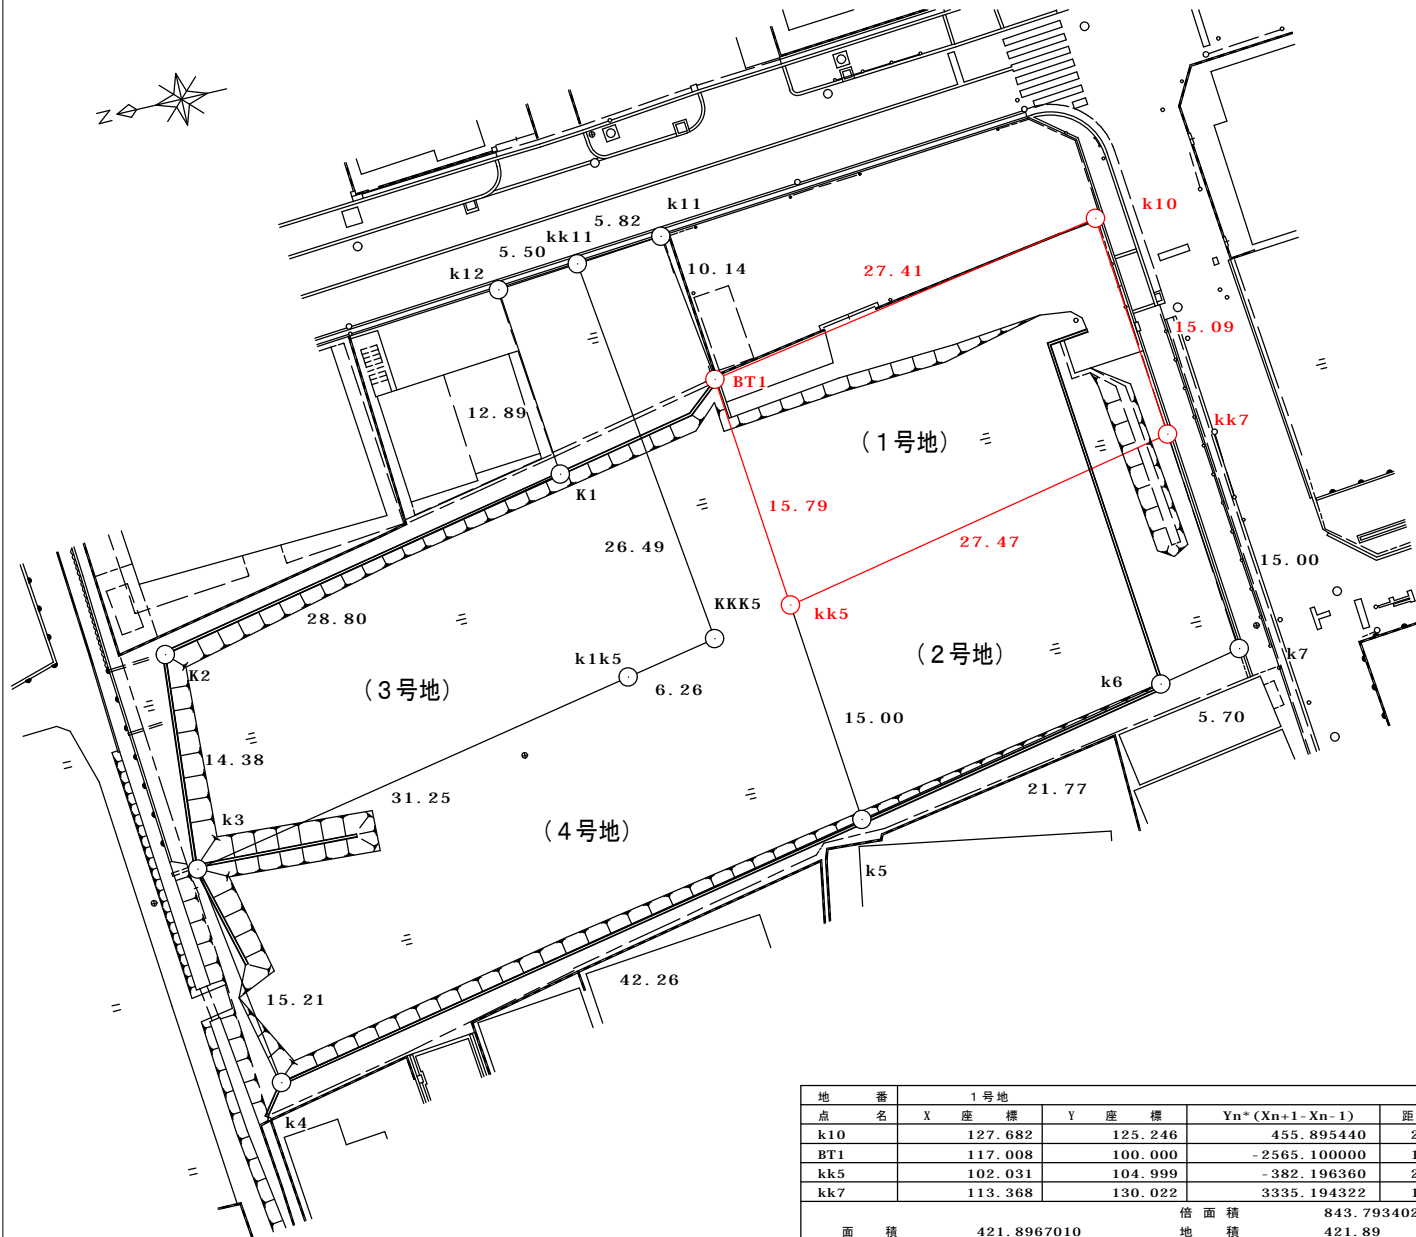 N
k10
k11
5.82
kk11
5.50
k12
10.14
27.41
15.09
BT1
kk7
12.89
（1号地）
K1
15.79
26.49
27.47
15.00
KKK5
kk5
28.80
k1k5
（2号地）
k7
K2
（3号地）
6.26
k6
15.00
5.70
14.38
31.25
21.77
k3
（4号地）
k5
42.26
15.21
k4
地 番 1号地
点 名 X 座 標 Y 座 標 Yn*(Xn+1-Xn-1) 距
k10 127.682 125.246 455.895440 2
BT1 117.008 100.000 -2565.100000 1
kk5 102.031 104.999 -382.196360 2
kk7 113.368 130.022 3335.194322 1
倍 面 積 843.793402
面 積 421.8967010 地 積 421.89